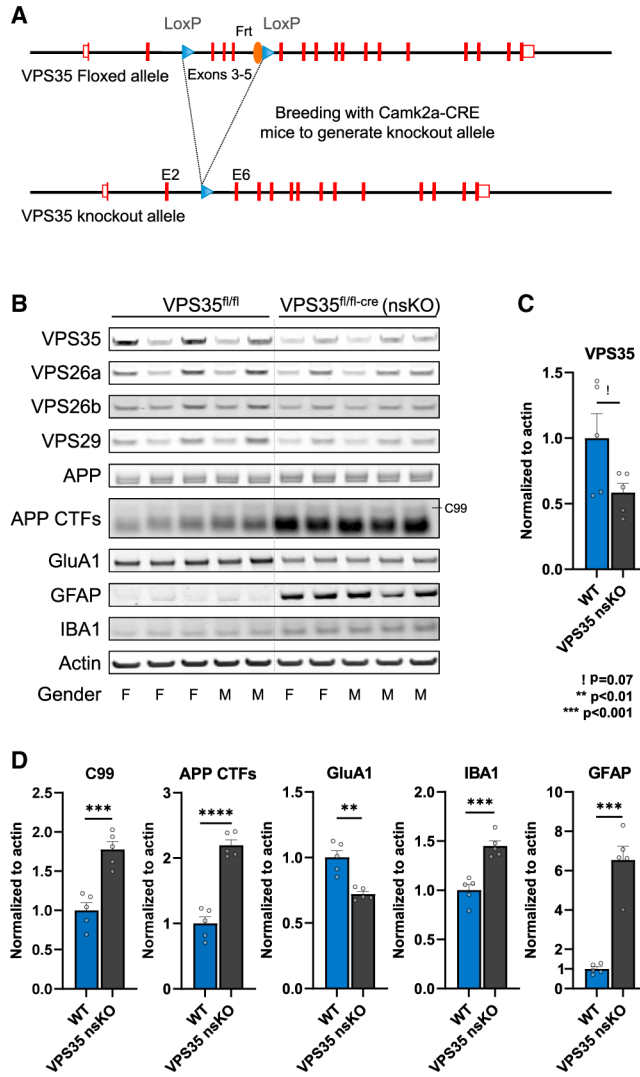 A
LoxP
LoxP
Frt
VPS35 Floxed allele
Exons 3-5
Breeding with Camk2a-CRE
mice to generate knockout allele
E2
E6
VPS35 knockout allele
B
VPS35fl/fl
VPS35fl/fl-cre (nsKO)
VPS35
VPS26a
VPS26b
VPS29
APP
APP CTFs
C99
GluA1
GFAP
IBA1
Actin
Gender F F F M M F F M M M
C
VPS35
Normalized to actin
1.5
1.0
0.5
0.0
!
WT
VPS35 nsKO
! P=0.07
** p<0.01
*** p<0.001
D
C99
Normalized to actin
2.5
2.0
1.5
1.0
0.5
0.0
***
WT
VPS35 nsKO
APP CTFs
Normalized to actin
3
2
1
0
****
WT
VPS35 nsKO
GluA1
Normalized to actin
1.5
1.0
0.5
0.0
**
WT
VPS35 nsKO
IBA1
Normalized to actin
2.0
1.5
1.0
0.5
0.0
***
WT
VPS35 nsKO
GFAP
Normalized to actin
10
8
6
4
2
1
0
***
WT
VPS35 nsKO